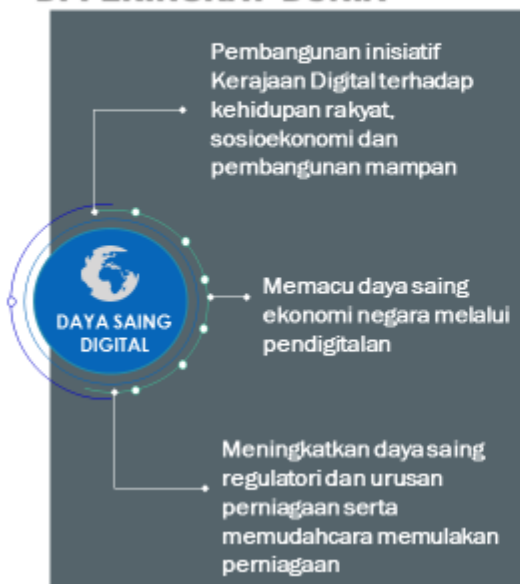 Pembangunan inisiatif
Kerajaan Digital terhadap
kehidupan rakyat,
sosioekonomi dan
pembangunan mampan
DAYA SAING
DIGITAL
Memacu daya saing
ekonomi negara melalui
pendigitalan
Meningkatkan daya saing
regulatori dan urusan
perniagaan serta
memudahcara memulakan
perniagaan